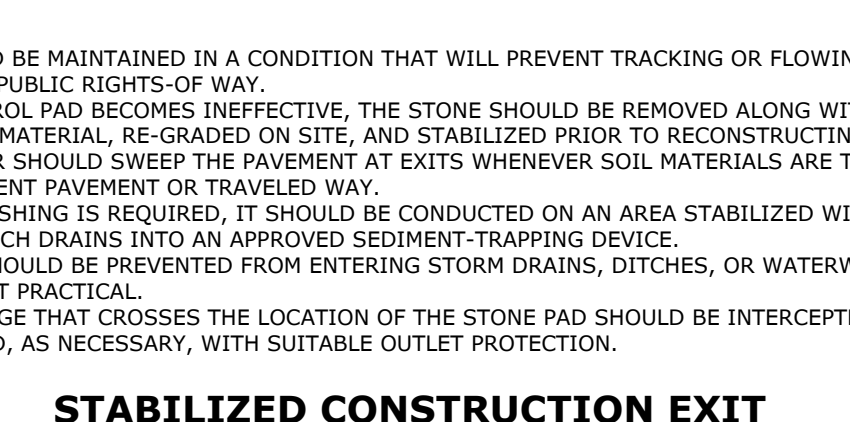 BE MAINTAINED IN A CONDITION THAT WILL PREVENT TRACKING OR FLOWIN
PUBLIC RIGHTS-OF WAY.
ROL PAD BECOMES INEFFECTIVE, THE STONE SHOULD BE REMOVED ALONG WI
MATERIAL, RE-GRADED ON SITE, AND STABILIZED PRIOR TO RECONSTRUCTIN
R SHOULD SWEEP THE PAVEMENT AT EXITS WHENEVER SOIL MATERIALS ARE T
ENT PAVEMENT OR TRAVELED WAY.
SHING IS REQUIRED, IT SHOULD BE CONDUCTED ON AN AREA STABILIZED WI
CH DRAINS INTO AN APPROVED SEDIMENT-TRAPPING DEVICE.
HOULD BE PREVENTED FROM ENTERING STORM DRAINS, DITCHES, OR WATERW
T PRACTICAL.
GE THAT CROSSES THE LOCATION OF THE STONE PAD SHOULD BE INTERCEPT
D, AS NECESSARY, WITH SUITABLE OUTLET PROTECTION.
STABILIZED CONSTRUCTION EXIT